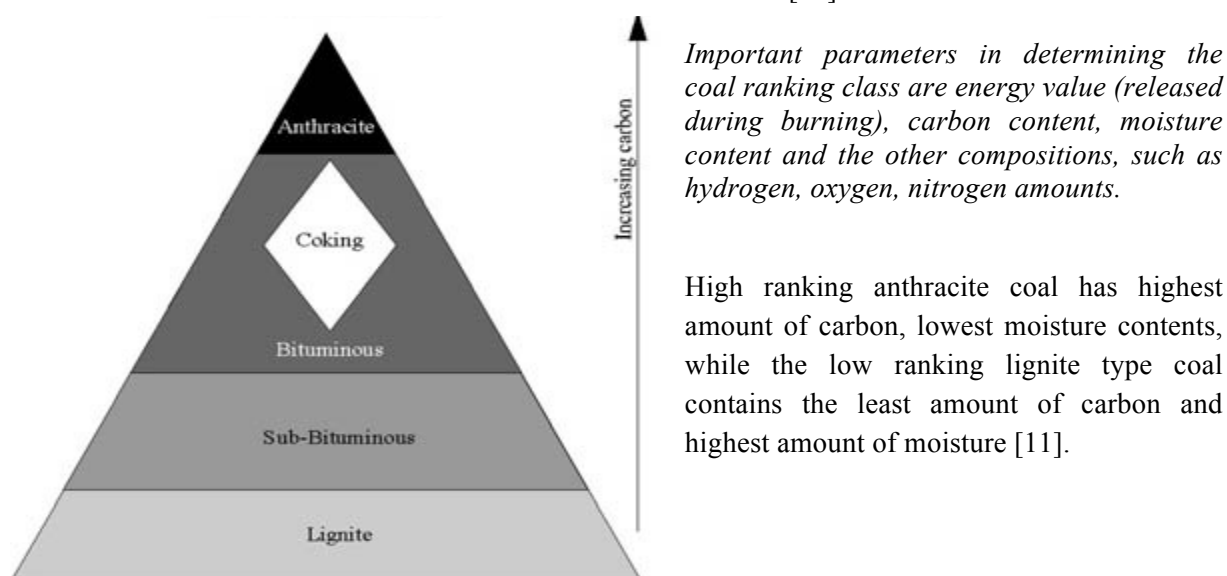 Anthracite
Coking
Bituminous
Sub-Bituminous
Lignite
Increasing carbon
Important parameters in determining the
coal ranking class are energy value (released
during burning), carbon content, moisture
content and the other compositions, such as
hydrogen, oxygen, nitrogen amounts.
High ranking anthracite coal has highest
amount of carbon, lowest moisture contents,
while the low ranking lignite type coal
contains the least amount of carbon and
highest amount of moisture [11].